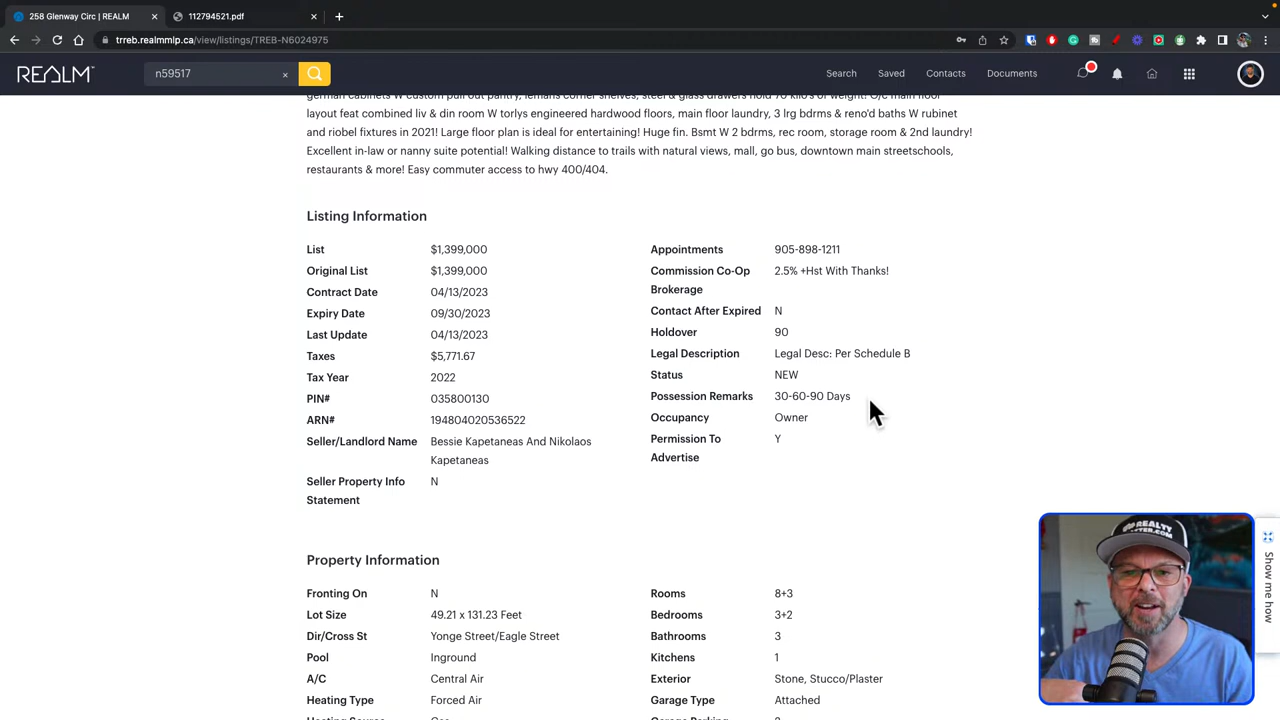 258 Glenway Circ | REALM
112794521.pdf
trreb.realmmlp.ca/view/listings/TREB-N6024975
REALM
n59517
Search
Saved
Contacts
Documents
layout feat combined liv & din room W torlys engineered hardwood floors, main floor laundry, 3 lrg bdrms & reno'd baths W rubinet
and riobel fixtures in 2021! Large floor plan is ideal for entertaining! Huge fin. Bsmt W 2 bdrms, rec room, storage room & 2nd laundry!
Excellent in-law or nanny suite potential! Walking distance to trails with natural views, mall, go bus, downtown main streetschools,
restaurants & more! Easy commuter access to hwy 400/404.
Listing Information
List $1,399,000
Original List $1,399,000
Contract Date 04/13/2023
Expiry Date 09/30/2023
Last Update 04/13/2023
Taxes $5,771.67
Tax Year 2022
PIN# 035800130
ARN# 194804020536522
Seller/Landlord Name Bessie Kapetaneas And Nikolaos
Kapetaneas
Seller Property Info N
Statement
Appointments 905-898-1211
Commission Co-Op 2.5% +Hst With Thanks!
Brokerage
Contact After Expired N
Holdover 90
Legal Description Legal Desc: Per Schedule B
Status NEW
Possession Remarks 30-60-90 Days
Occupancy Owner
Permission To Y
Advertise
Property Information
Fronting On N
Lot Size 49.21 x 131.23 Feet
Dir/Cross St Yonge Street/Eagle Street
Pool Inground
A/C Central Air
Heating Type Forced Air
Rooms 8+3
Bedrooms 3+2
Bathrooms 3
Kitchens 1
Exterior Stone, Stucco/Plaster
Garage Type Attached
Show me how